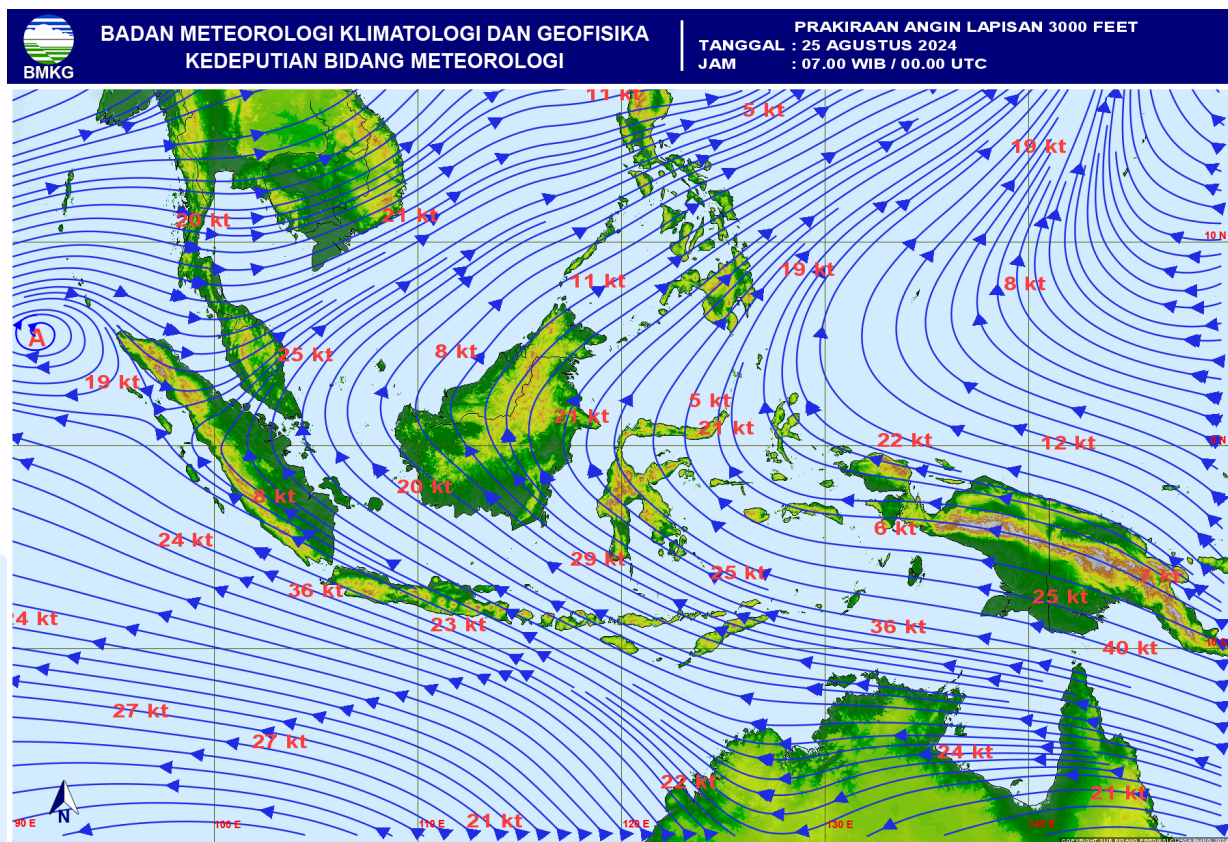 BADAN METEOROLOGI KLIMATOLOGI DAN GEOFISIKA
KEDEPUTIAN BIDANG METEOROLOGI
BMKG
PRAKIRAAN ANGIN LAPISAN 3000 FEET
TANGGAL : 25 AGUSTUS 2024
JAM : 07.00 WIB / 00.00 UTC
11 kt
5 kt
19 kt
20 kt
21 kt
10 N
19 kt
11 kt
8 kt
A
25 kt
8 kt
19 kt
5 kt
21 kt
21 kt
22 kt
12 kt
20 kt
8 kt
6 kt
24 kt
29 kt
25 kt
7 kt
36 kt
25 kt
24 kt
23 kt
36 kt
40 kt
27 kt
27 kt
24 kt
22 kt
21 kt
21 kt
N
90 E
100 E
110 E
120 E
130 E
140 E